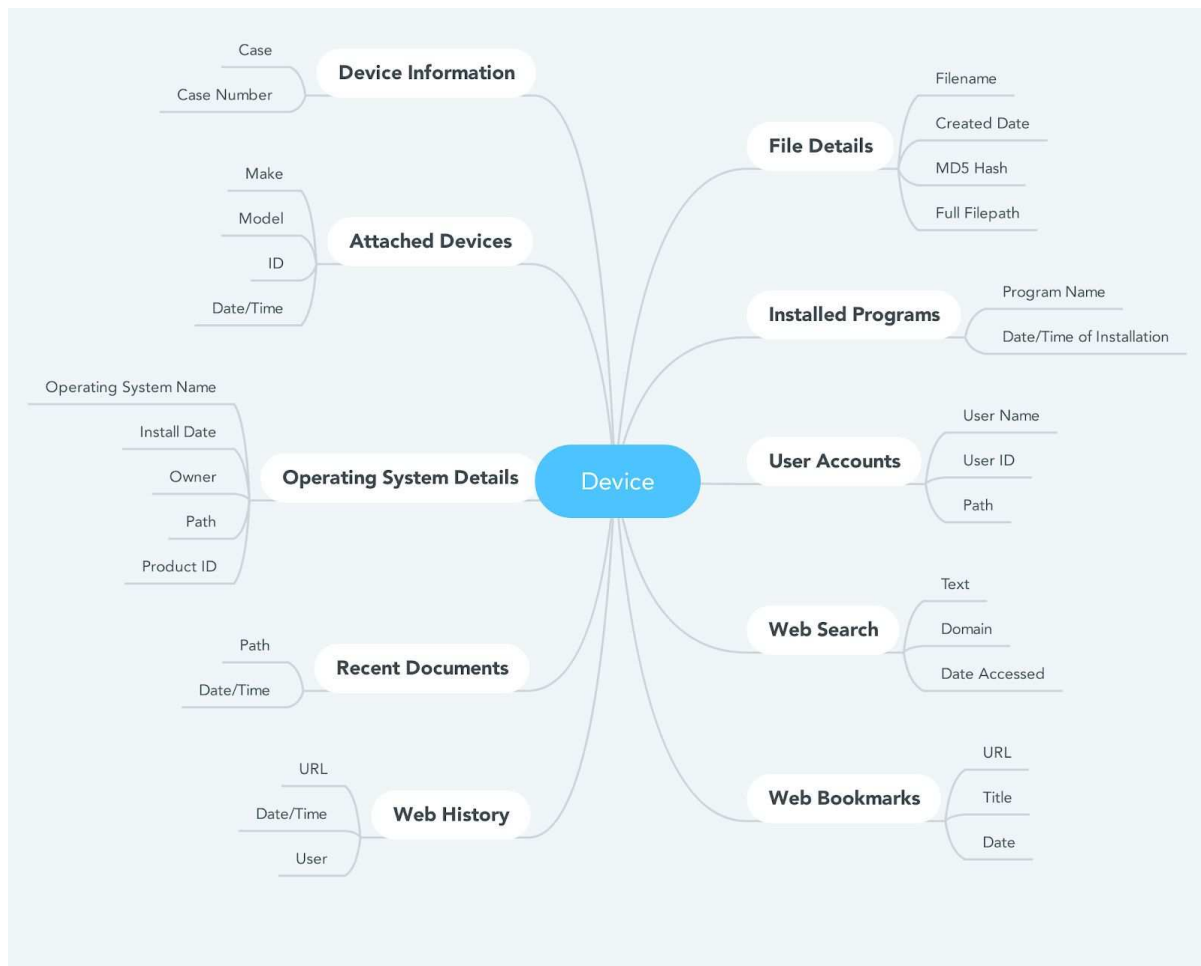 Device
Device Information
Case
Case Number
Attached Devices
Make
Model
ID
Date/Time
Operating System Details
Operating System Name
Install Date
Owner
Path
Product ID
Recent Documents
Path
Date/Time
Web History
URL
Date/Time
User
File Details
Filename
Created Date
MD5 Hash
Full Filepath
Installed Programs
Program Name
Date/Time of Installation
User Accounts
User Name
User ID
Path
Web Search
Text
Domain
Date Accessed
Web Bookmarks
URL
Title
Date